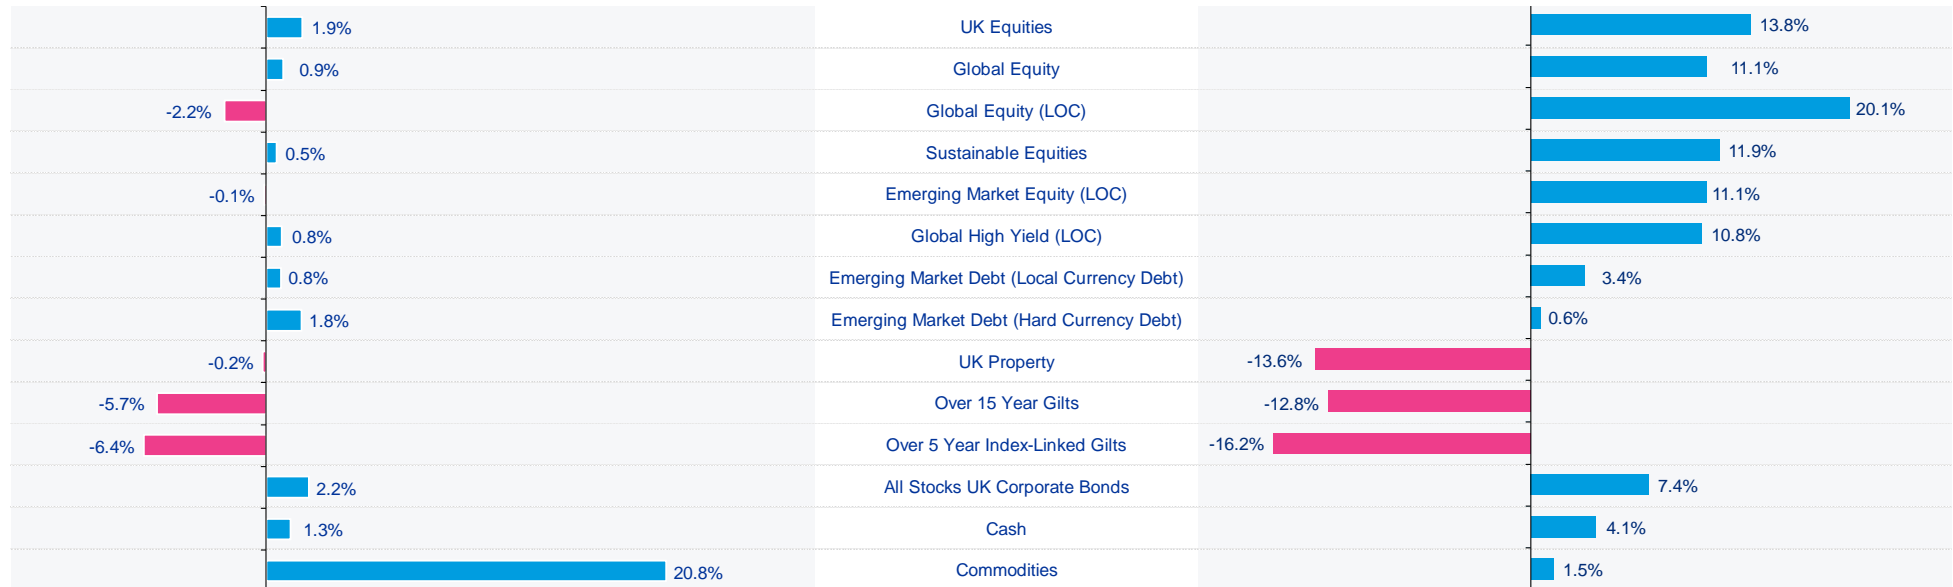 1.9% UK Equities 13.8%
0.9% Global Equity 11.1%
-2.2% Global Equity (LOC) 20.1%
0.5% Sustainable Equities 11.9%
-0.1% Emerging Market Equity (LOC) 11.1%
0.8% Global High Yield (LOC) 10.8%
0.8% Emerging Market Debt (Local Currency Debt) 3.4%
1.8% Emerging Market Debt (Hard Currency Debt) 0.6%
-0.2% UK Property -13.6%
-5.7% Over 15 Year Gilts -12.8%
-6.4% Over 5 Year Index-Linked Gilts -16.2%
2.2% All Stocks UK Corporate Bonds 7.4%
1.3% Cash 4.1%
20.8% Commodities 1.5%